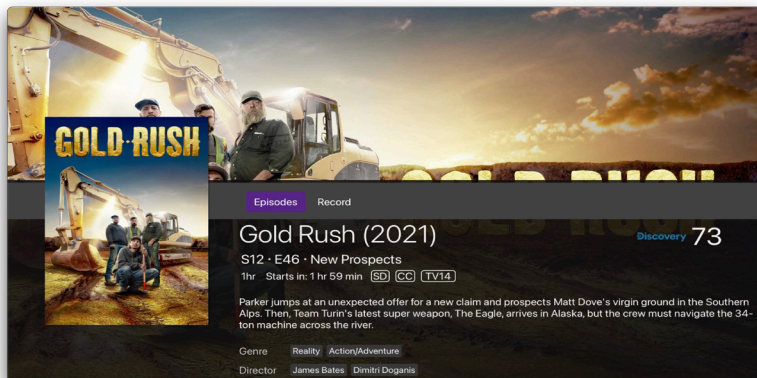 GOLD RUSH
GOLD RUSH
Episodes Record
Gold Rush (2021)
Discovery 73
S12 · E46 · New Prospects
1hr Starts in: 1 hr 59 min SD CC TV14
Parker jumps at an unexpected offer for a new claim and prospects Matt Dove's virgin ground in the Southern
Alps. Then, Team Turin's latest super weapon, The Eagle, arrives in Alaska, but the crew must navigate the 34-
ton machine across the river.
Genre Reality Action/Adventure
Director James Bates Dimitri Doganis